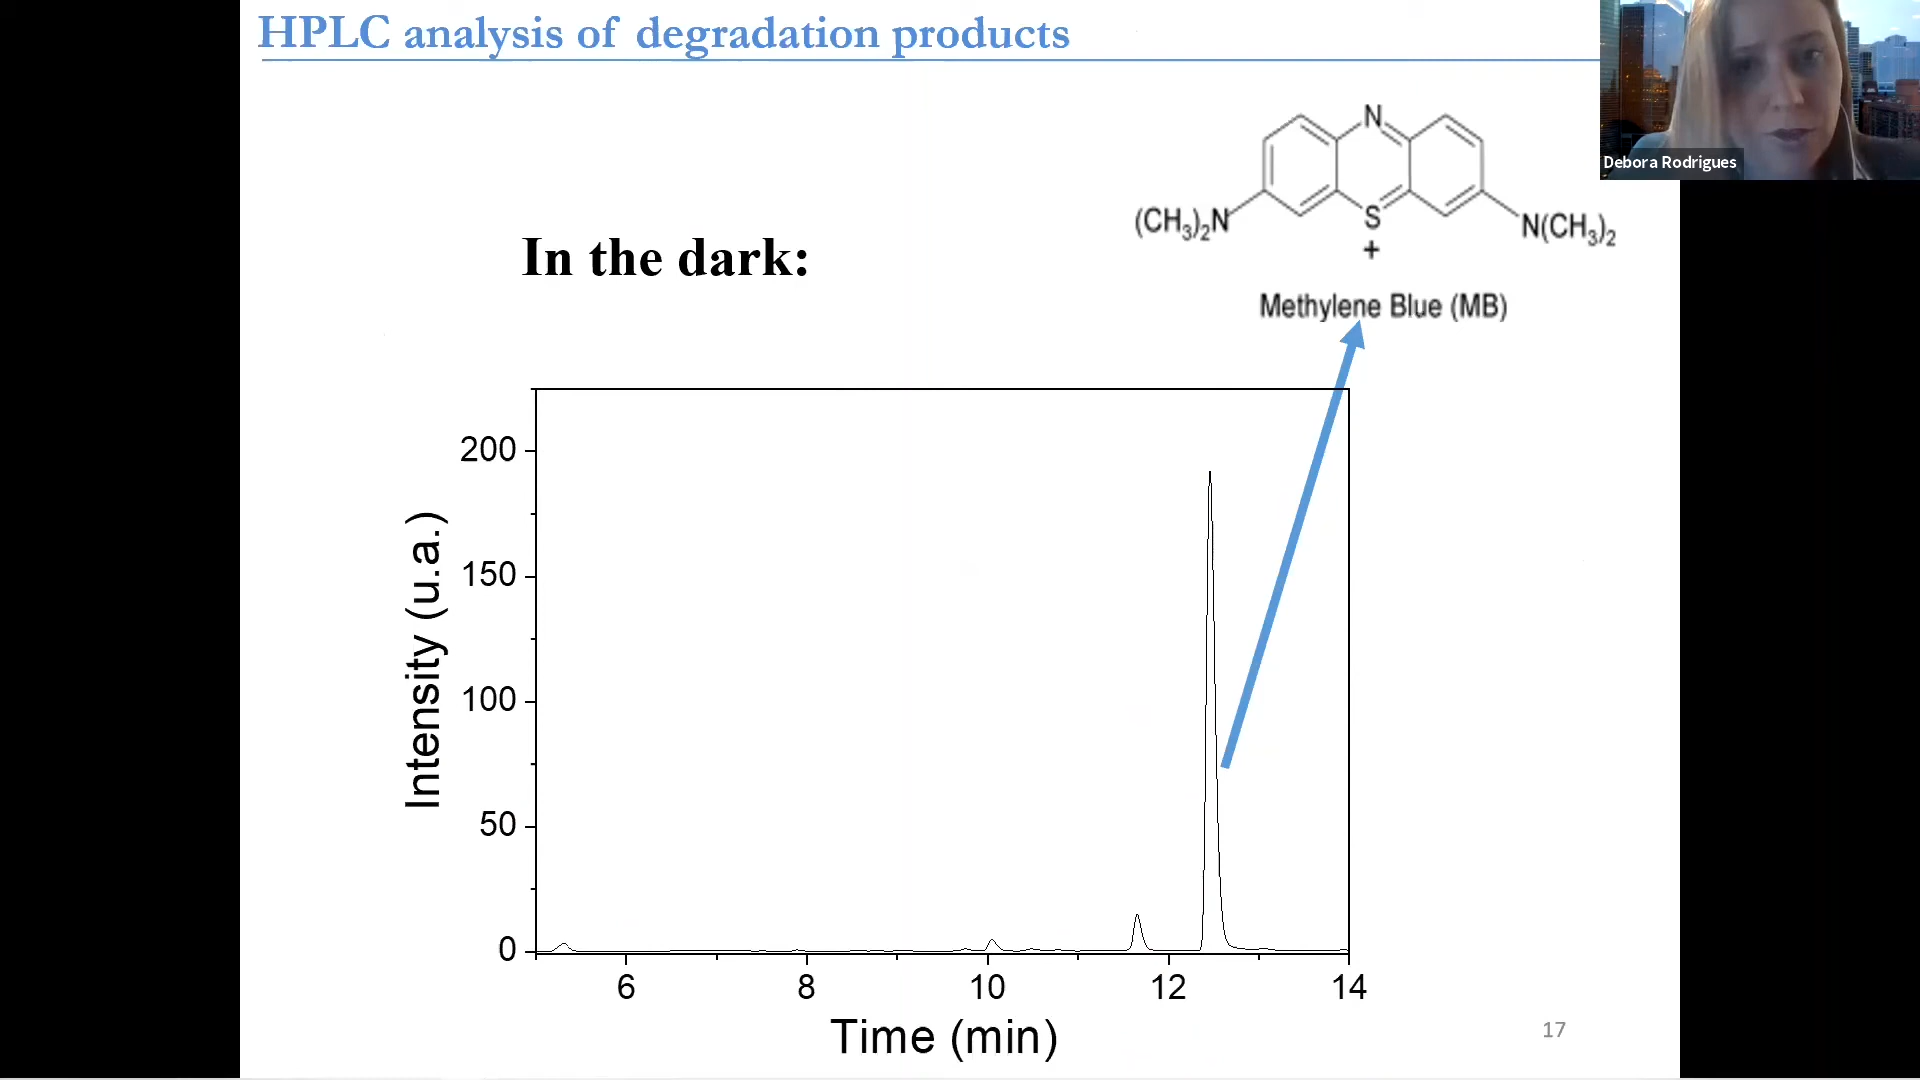 HPLC analysis of degradation products
Debora Rodrigues
N
(CH3)2N
S
N(CH3)2
+
In the dark:
Methylene Blue (MB)
200
150
100
50
0
Intensity (u.a.)
6 8 10 12 14
Time (min)
17